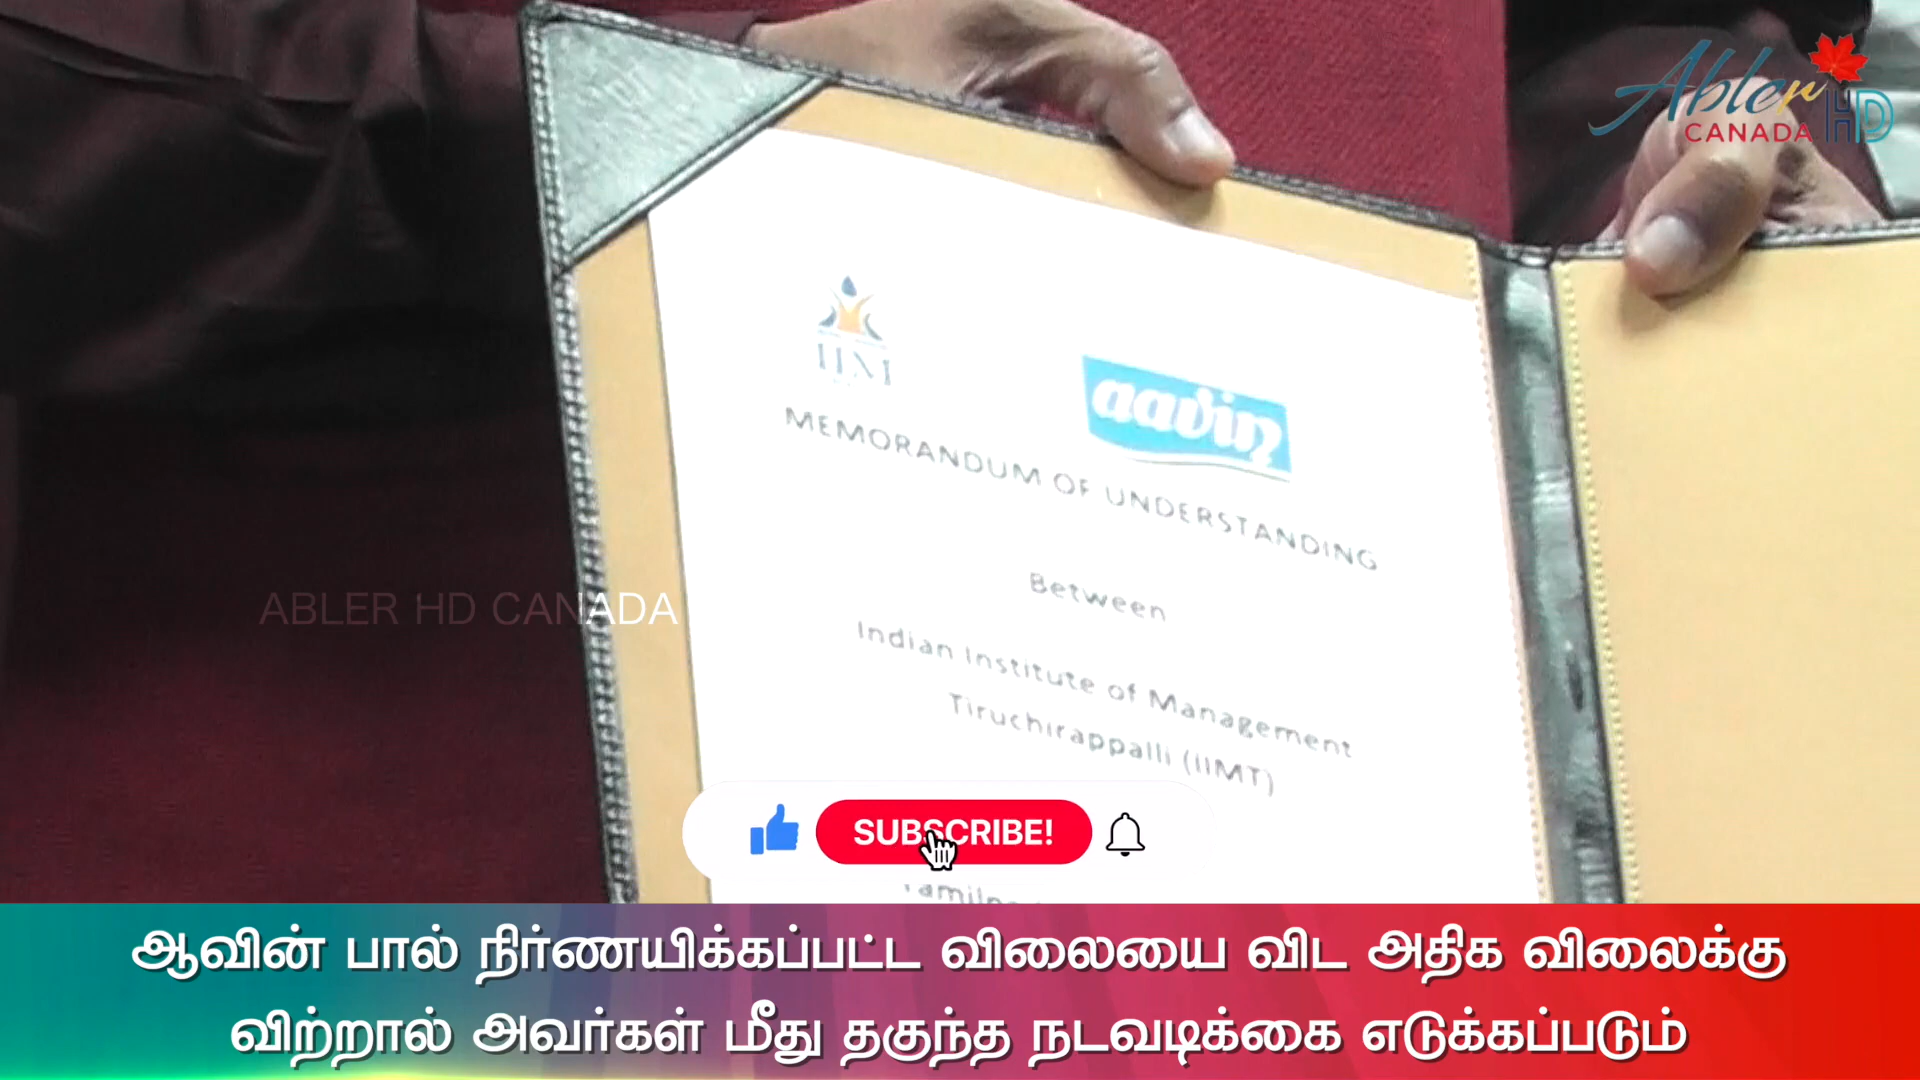 Abler
CANADA HD
IIM
aavin
MEMORANDUM OF UNDERSTANDING
Between
Indian Institute of Management
Tiruchirappalli (IIMT)
ABLER HD CANADA
SUBSCRIBE!
ஆவின் பால் நிர்ணயிக்கப்பட்ட விலையை விட அதிக விலைக்கு
விற்றால் அவர்கள் மீது தகுந்த நடவடிக்கை எடுக்கப்படும்